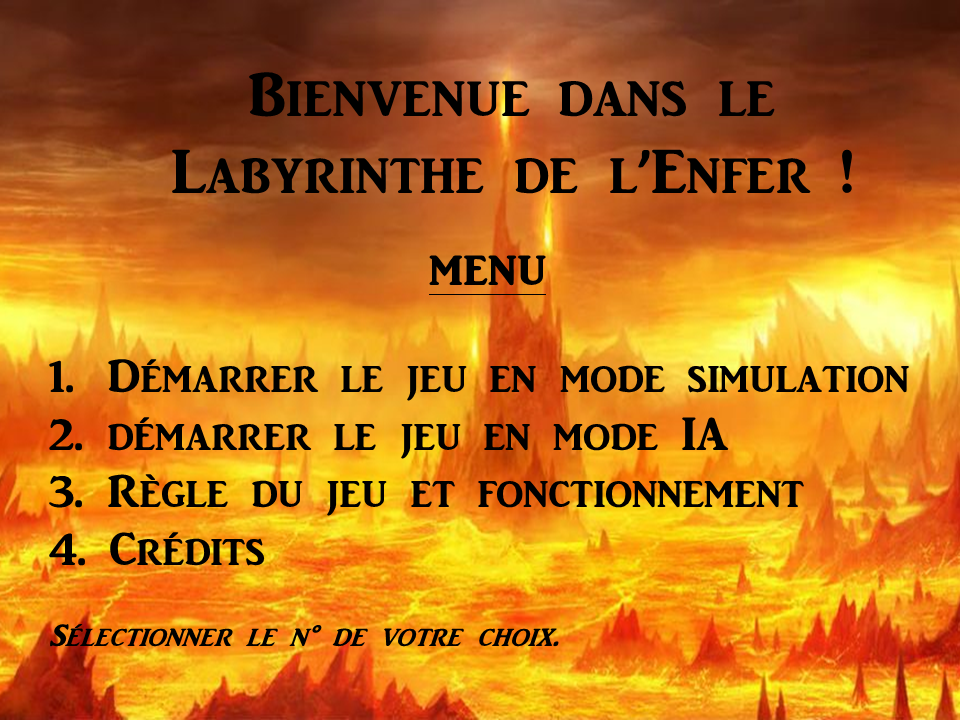 Bienvenue dans le
Labyrinthe de l'Enfer !
MENU
1. Démarrer le jeu en mode simulation
2. démarrer le jeu en mode IA
3. Règle du jeu et fonctionnement
4. Crédits
Sélectionner le n° de votre choix.